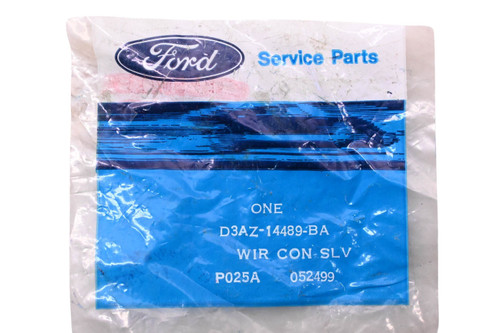 Ford Service Parts
ONE
D3AZ-14489-BA
WIR CON SLV
P025A 052499